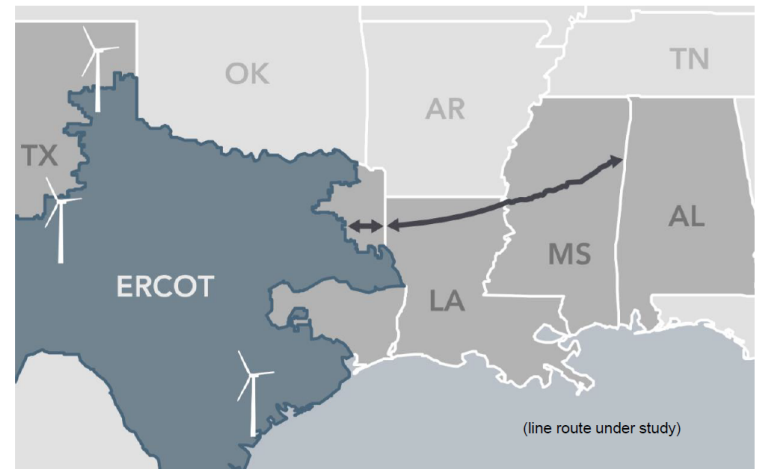 OK
TN
AR
TX
AL
MS
ERCOT
LA
(line route under study)